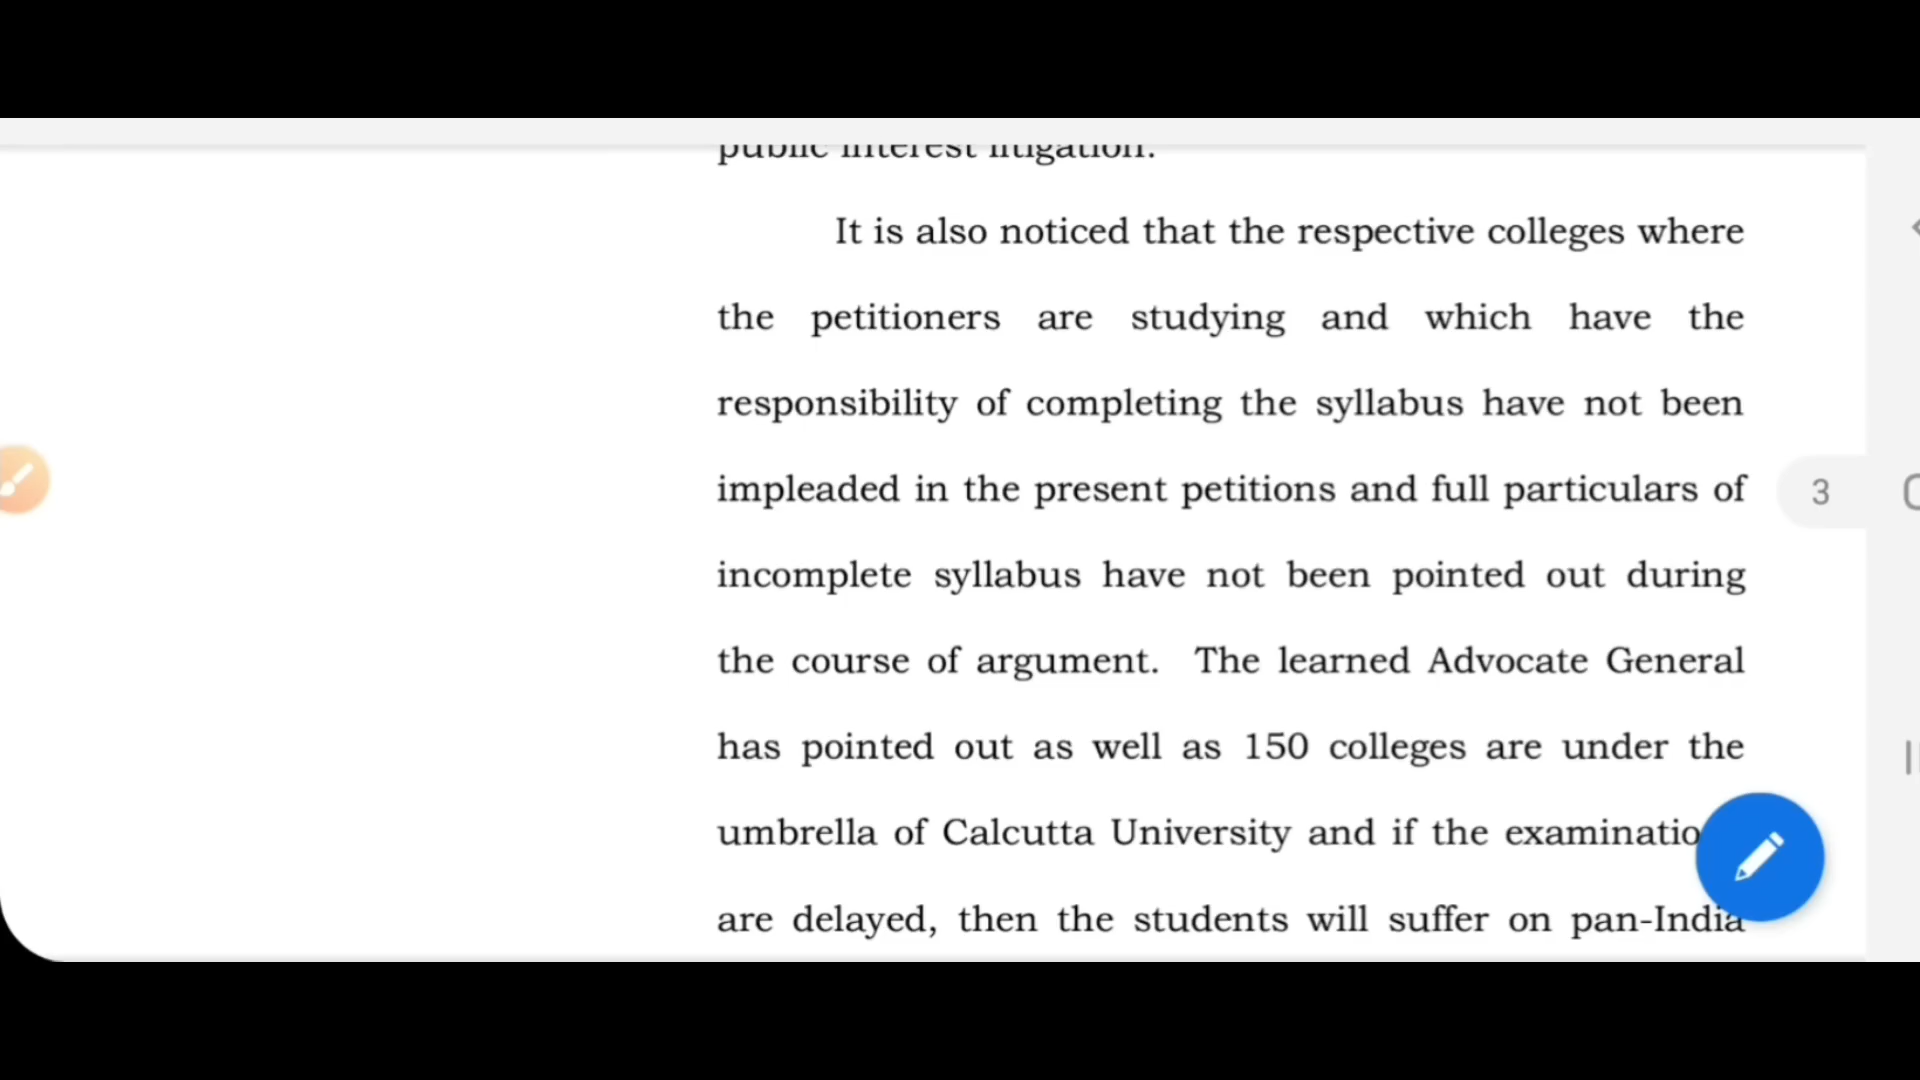 public interest litigation.
It is also noticed that the respective colleges where
the petitioners are studying and which have the
responsibility of completing the syllabus have not been
impleaded in the present petitions and full particulars of
incomplete syllabus have not been pointed out during
the course of argument. The learned Advocate General
has pointed out as well as 150 colleges are under the
umbrella of Calcutta University and if the examinatio
are delayed, then the students will suffer on pan-India
3